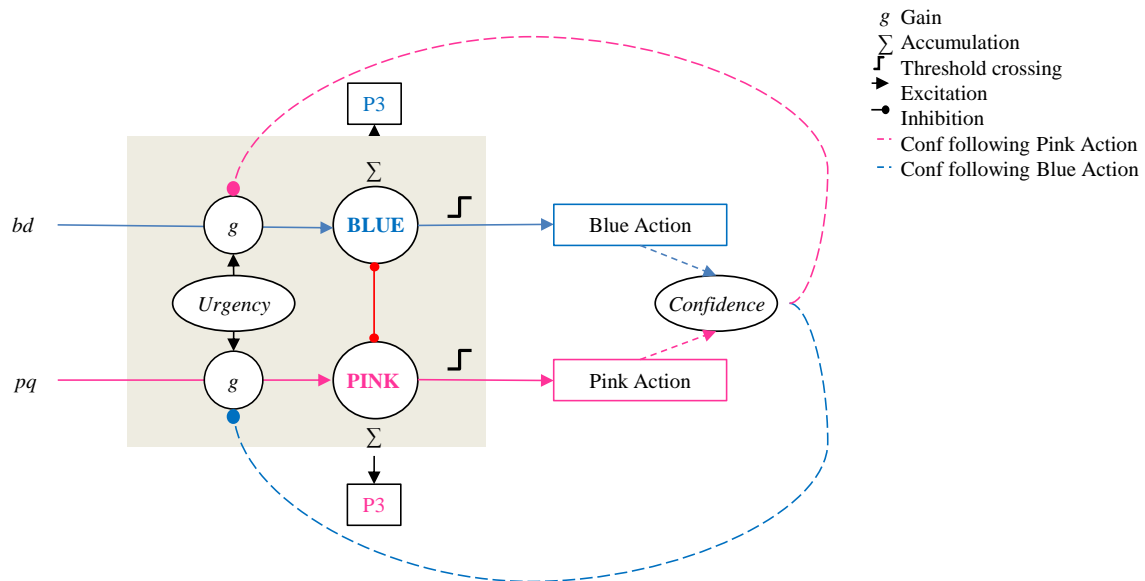 g Gain
∑ Accumulation
Threshold crossing
Excitation
Inhibition
Conf following Pink Action
Conf following Blue Action
P3
∑
bd
g
BLUE
Blue Action
Urgency
Confidence
pq
g
PINK
Pink Action
∑
P3